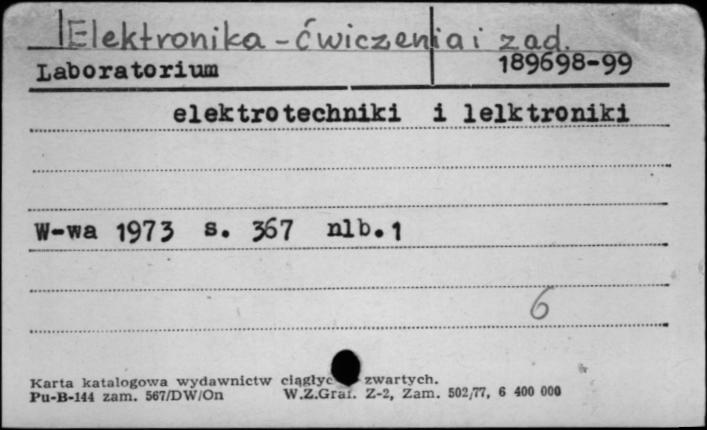 Elektronika - ćwiczenia i zad.
Laboratorium 189698-99
elektrotechniki i lelktroniki
W-wa 1973 s. 367 nlb. 1
6
Karta katalogowa wydawnictw zwartych.
Pu-B-144 zam. 567/DW/On W.Z.Graf. Z-2, Zam. 502/77, 6 400 000